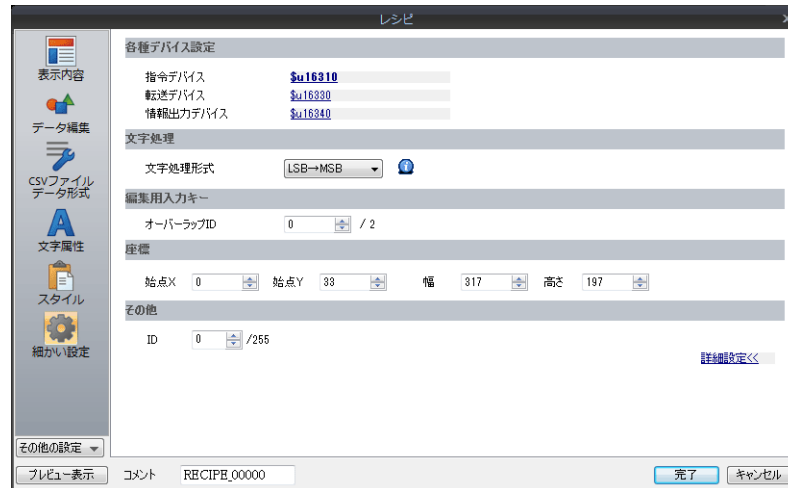 レシピ
表示内容
データ編集
CSVファイル
データ形式
文字属性
スタイル
細かい設定
その他の設定
プレビュー表示
各種デバイス設定
指令デバイス $u16310
転送デバイス $u16330
情報出力デバイス $u16340
文字処理
文字処理形式 LSB→MSB
編集用入力キー
オーバーラップID 0 / 2
座標
始点X 0 始点Y 33 幅 317 高さ 197
その他
ID 0 /255
詳細設定<<
コメント RECIPE_00000 完了 キャンセル